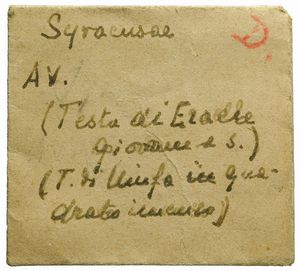 Syracusae
AV.
(Testa di Eracle
giovane a s.)
(T. di Ninfa in qua-
drato incuso)